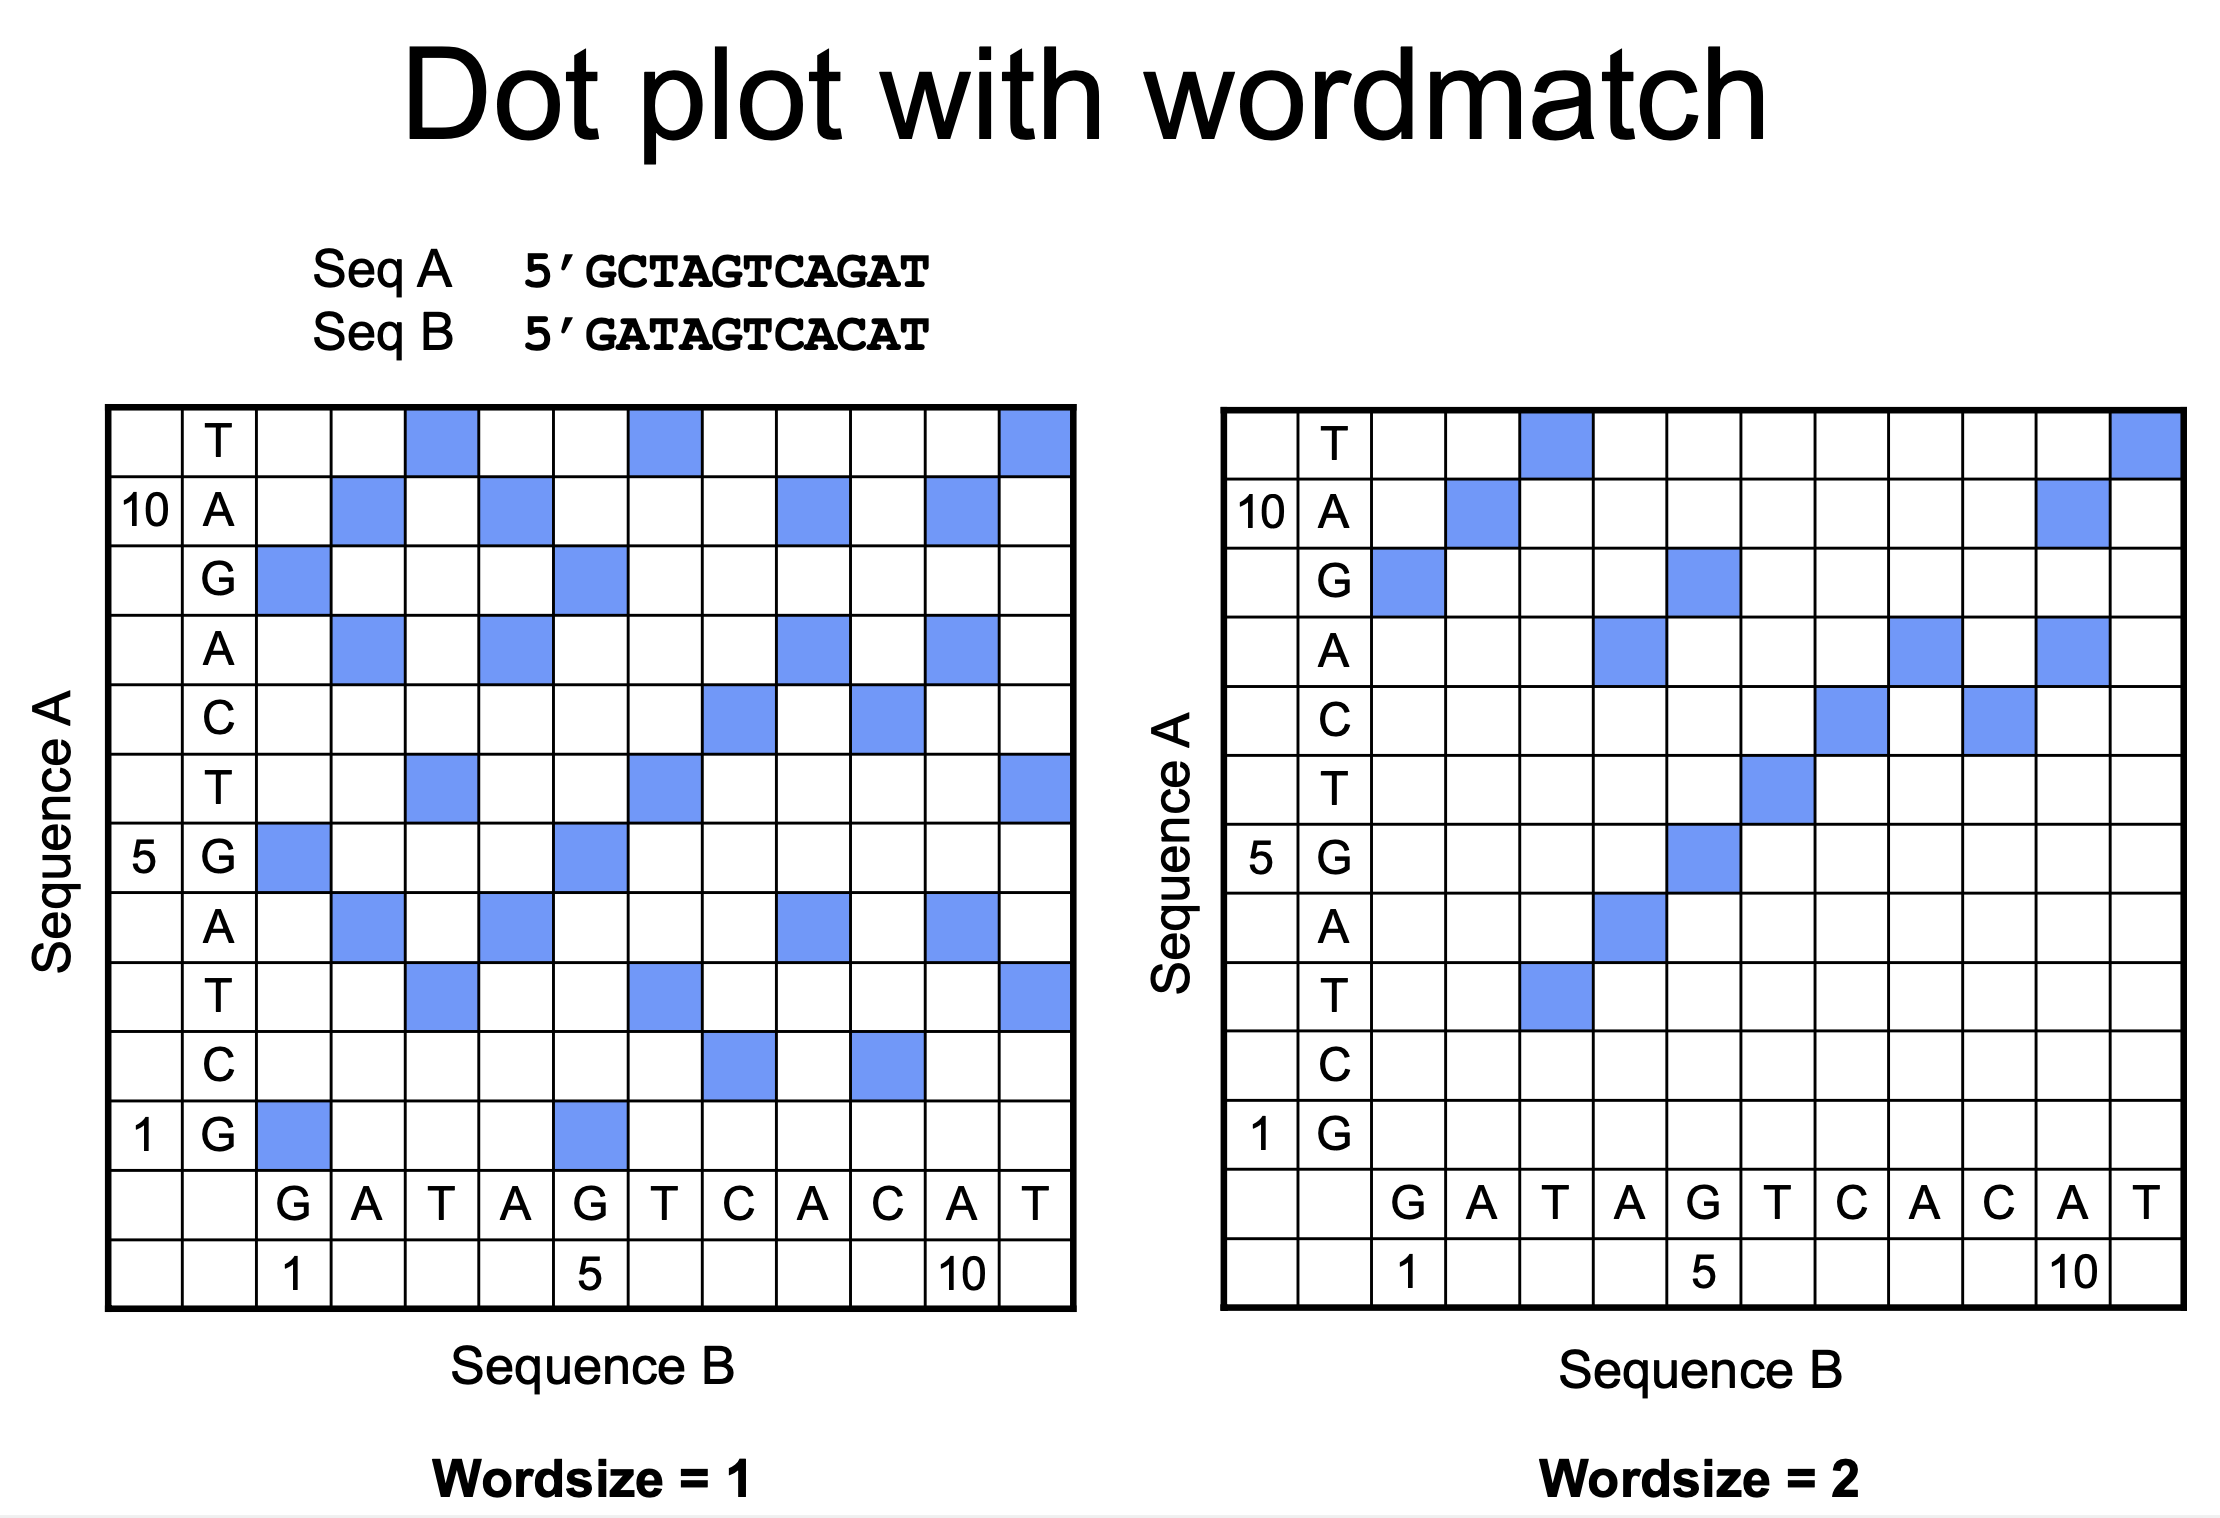 Dot plot with wordmatch
Seq A 5’GCTAGTCAGAT
Seq B 5’GATAGTCACAT
Sequence A
T
10 A
G
A
C
T
5 G
A
T
C
1 G
G A T A G T C A C A T
1 5 10
Sequence B
Wordsize = 1
Sequence A
T
10 A
G
A
C
T
5 G
A
T
C
1 G
G A T A G T C A C A T
1 5 10
Sequence B
Wordsize = 2